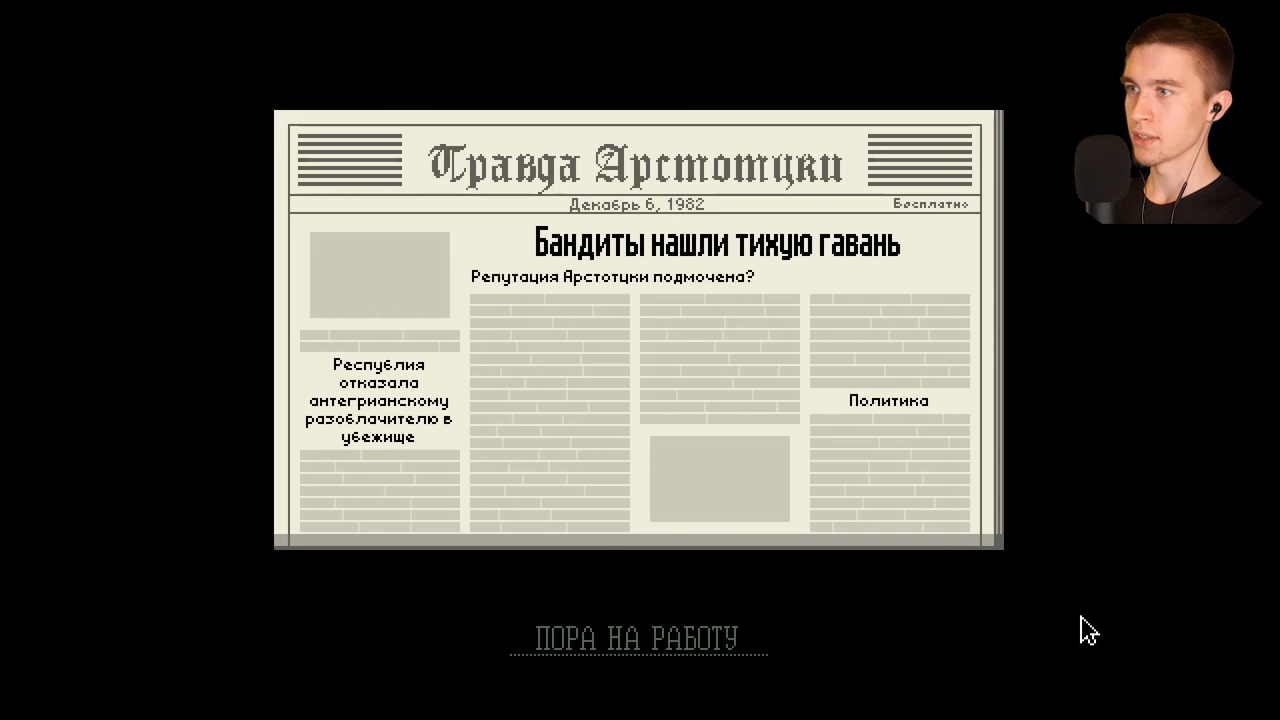 Правда Арстотцки
Декабрь 6, 1982
Бесплатно
Бандиты нашли тихую гавань
Репутация Арстотцки подмочена?
Республия
отказала
антегрианскому
разоблачителю в
убежище
Политика
ПОРА НА РАБОТУ